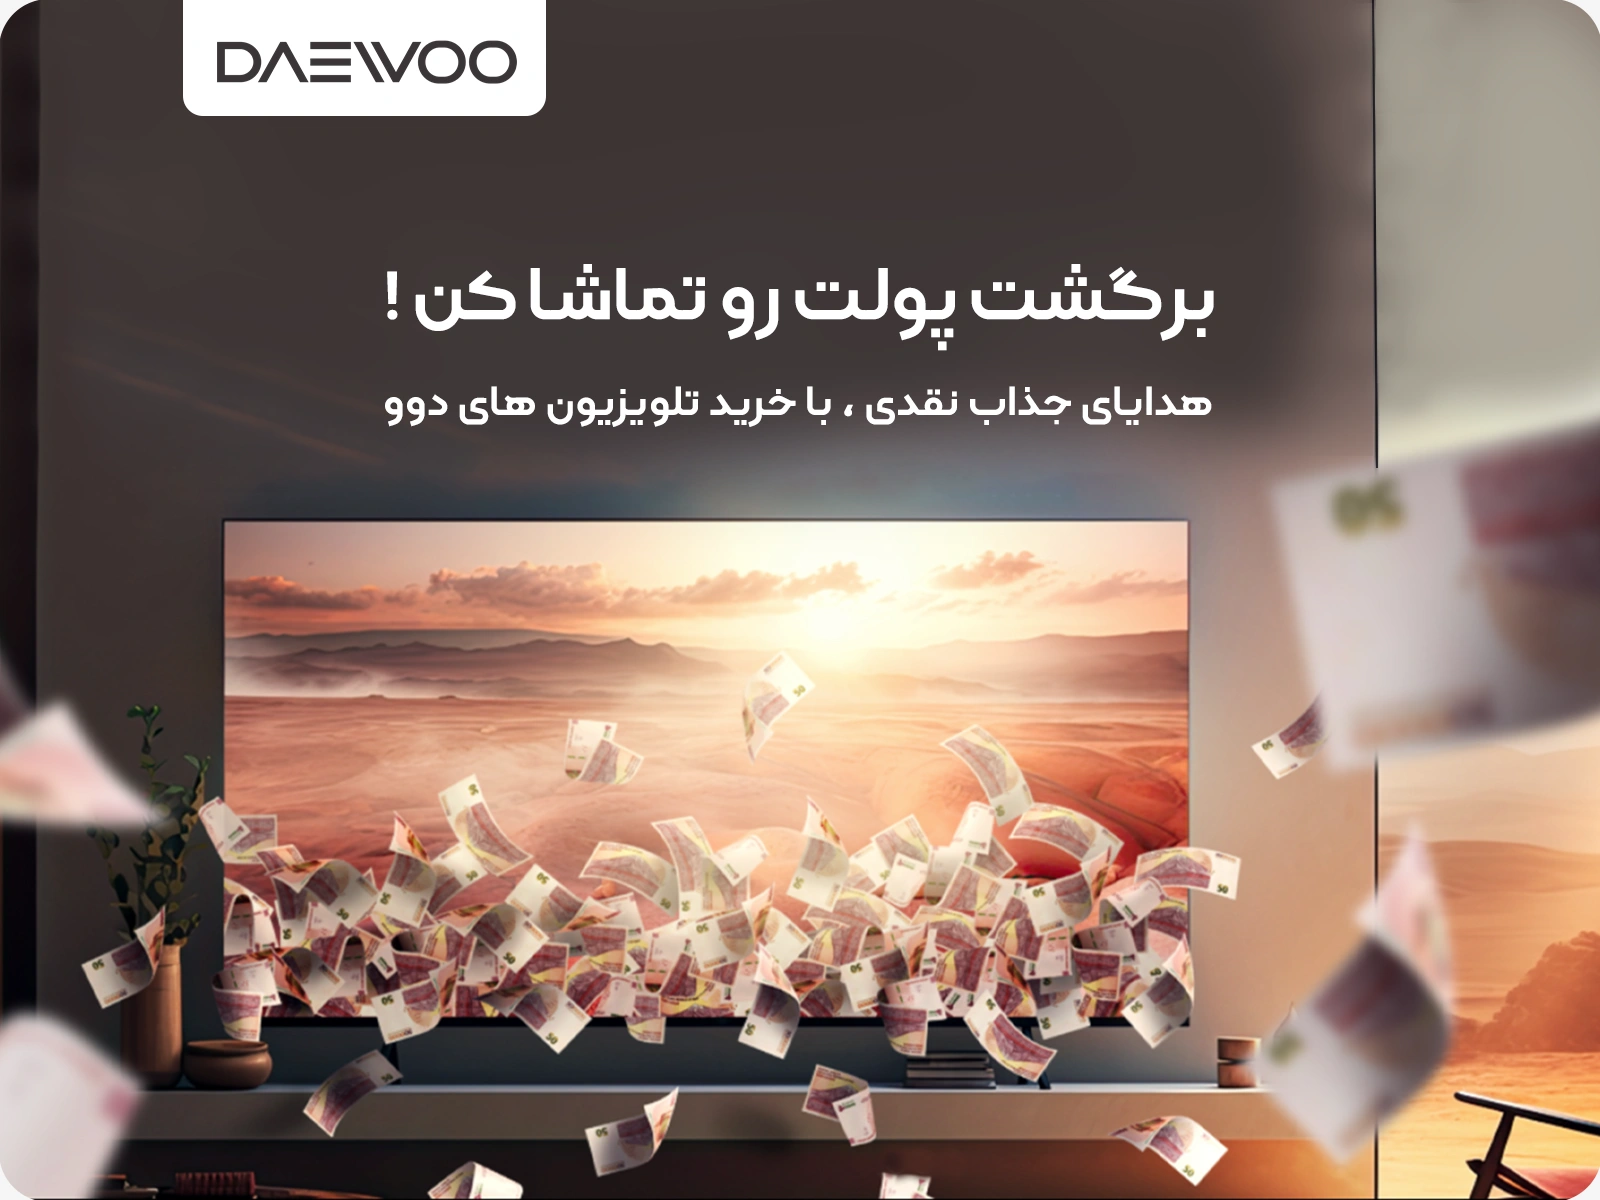 DAEWOO
برگشت پولت رو تماشا کن !
هدایای جذاب نقدی ، با خرید تلویزیون های دوو